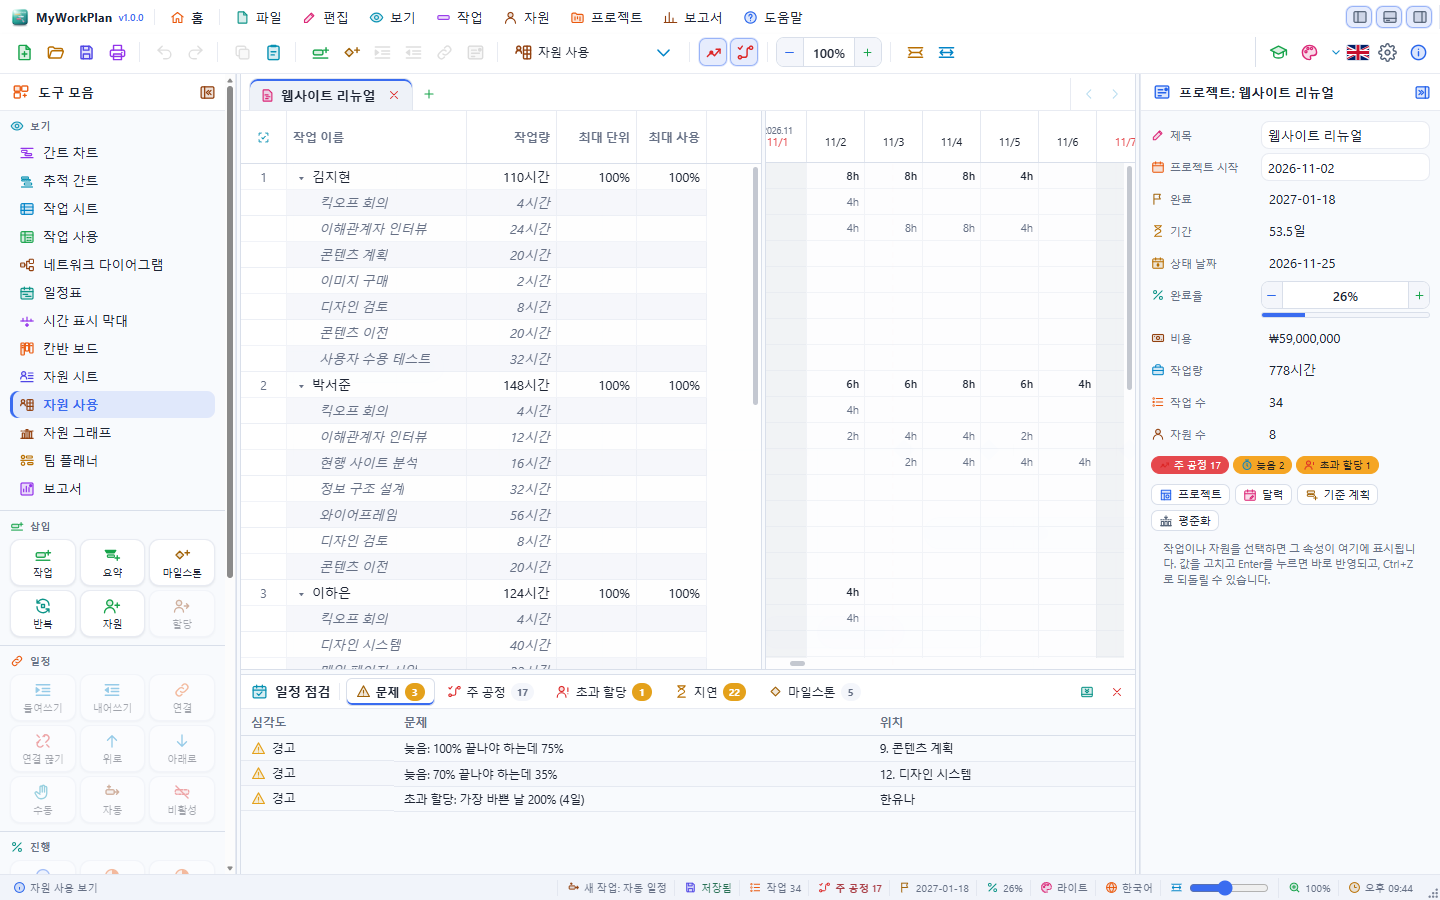 MyWorkPlan v1.0.0 홈 파일 편집 보기 작업 자원 프로젝트 보고서 도움말
자원 사용 100%
도구 모음
보기
간트 차트
추적 간트
작업 시트
작업 사용
네트워크 다이어그램
일정표
시간 표시 막대
칸반 보드
자원 시트
자원 사용
자원 그래프
팀 플래너
보고서
삽입
작업 요약 마일스톤
반복 자원 할당
일정
들여쓰기 내어쓰기 연결
연결 끊기 위로 아래로
수동 자동 비활성
진행
웹사이트 리뉴얼
작업 이름 작업량 최대 단위 최대 사용 2026.11
11/1 11/2 11/3 11/4 11/5 11/6 11/7
1 김지현 110시간 100% 100% 8h 8h 8h 4h
킥오프 회의 4시간 4h
이해관계자 인터뷰 24시간 4h 8h 8h 4h
콘텐츠 계획 20시간
이미지 구매 2시간
디자인 검토 8시간
콘텐츠 이전 20시간
사용자 수용 테스트 32시간
2 박서준 148시간 100% 100% 6h 6h 8h 6h 4h
킥오프 회의 4시간 4h
이해관계자 인터뷰 12시간 2h 4h 4h 2h
현행 사이트 분석 16시간 2h 4h 4h 4h
정보 구조 설계 32시간
와이어프레임 56시간
디자인 검토 8시간
콘텐츠 이전 20시간
3 이하은 124시간 100% 100% 4h
킥오프 회의 4시간 4h
디자인 시스템 40시간
일정 점검 문제 3 주 공정 17 초과 할당 1 지연 22 마일스톤 5
심각도 문제 위치
경고 늦음: 100% 끝나야 하는데 75% 9. 콘텐츠 계획
경고 늦음: 70% 끝나야 하는데 35% 12. 디자인 시스템
경고 초과 할당: 가장 바쁜 날 200% (4일) 한유나
프로젝트: 웹사이트 리뉴얼
제목 웹사이트 리뉴얼
프로젝트 시작 2026-11-02
완료 2027-01-18
기간 53.5일
상태 날짜 2026-11-25
완료율 26%
비용 ₩59,000,000
작업량 778시간
작업 수 34
자원 수 8
주 공정 17 늦음 2 초과 할당 1
프로젝트 달력 기준 계획
평준화
작업이나 자원을 선택하면 그 속성이 여기에 표시됩니
다. 값을 고치고 Enter를 누르면 바로 반영되고, Ctrl+Z
로 되돌릴 수 있습니다.
자원 사용 보기 새 작업: 자동 일정 저장됨 작업 34 주 공정 17 2027-01-18 26% 라이트 한국어 100% 오후 09:44